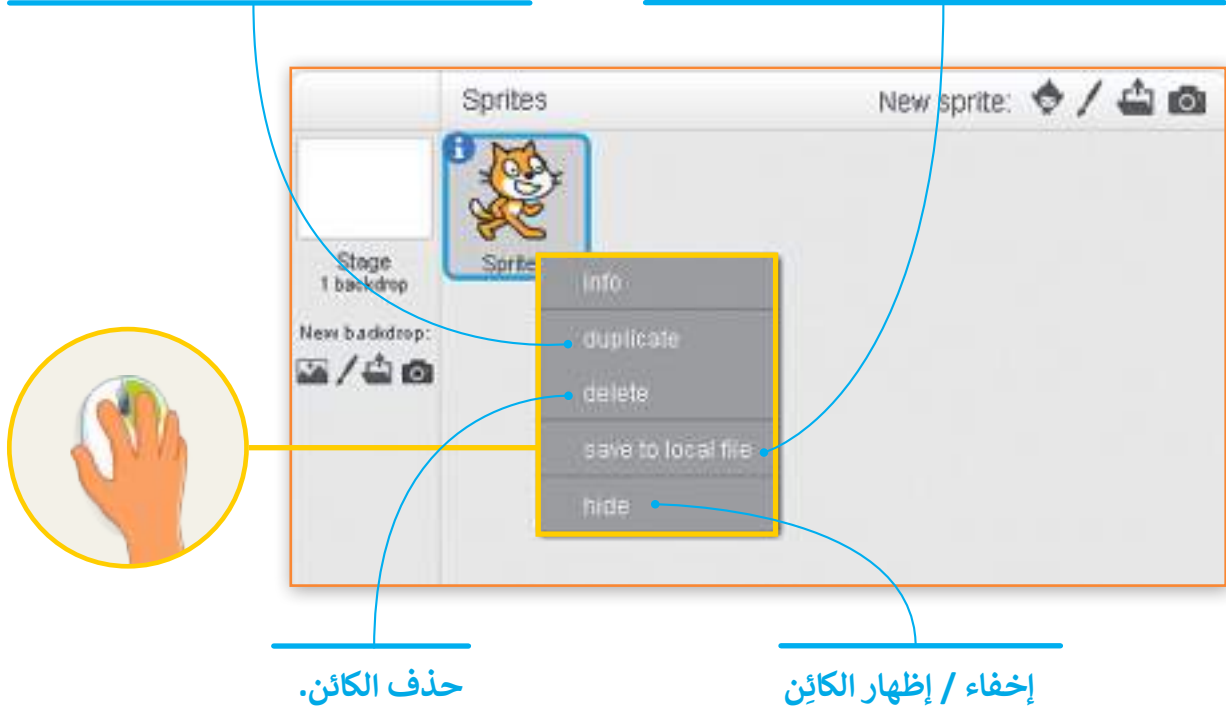 Sprites
New sprite:
Stage
1 backdrop
New backdrop:
info
duplicate
delete
save to local file
hide
حذف الكائن.
إخفاء / إظهار الكائِن